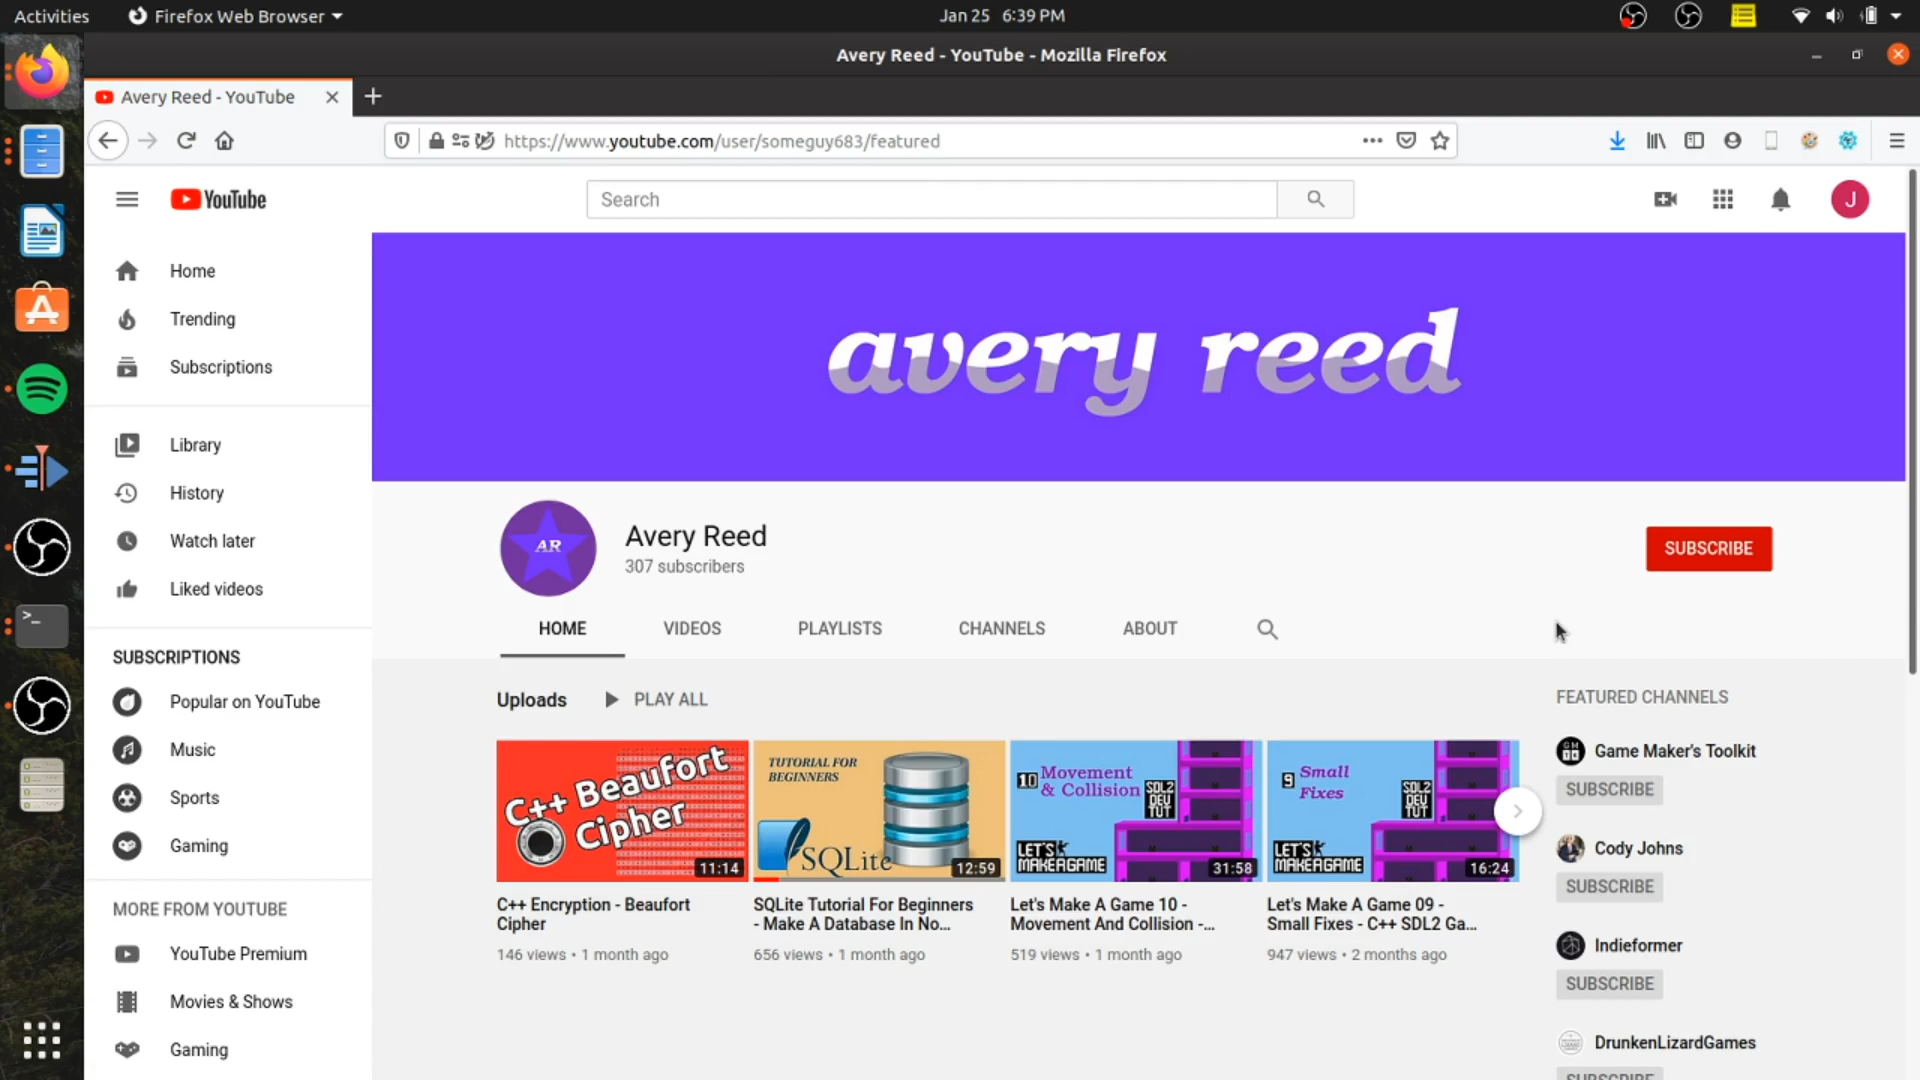 Activities
Firefox Web Browser
Jan 25 6:39 PM
Avery Reed - YouTube - Mozilla Firefox
Avery Reed - YouTube
https://www.youtube.com/user/someguy683/featured
YouTube
Search
J
Home
Trending
Subscriptions
Library
History
Watch later
Liked videos
SUBSCRIPTIONS
Popular on YouTube
Music
Sports
Gaming
MORE FROM YOUTUBE
YouTube Premium
Movies & Shows
Gaming
avery reed
AR
Avery Reed
307 subscribers
SUBSCRIBE
HOME
VIDEOS
PLAYLISTS
CHANNELS
ABOUT
Uploads
PLAY ALL
C++ Beaufort
Cipher
11:14
C++ Encryption - Beaufort
Cipher
146 views • 1 month ago
TUTORIAL FOR
BEGINNERS
SQLite
12:59
SQLite Tutorial For Beginners
- Make A Database In No...
656 views • 1 month ago
10 Movement
& Collision
SDL2
DEV
TUT
LET'S
MAKE A GAME
31:58
Let's Make A Game 10 -
Movement And Collision -...
519 views • 1 month ago
9 Small
Fixes
SDL2
DEV
TUT
LET'S
MAKE A GAME
16:24
Let's Make A Game 09 -
Small Fixes - C++ SDL2 Ga...
947 views • 2 months ago
FEATURED CHANNELS
Game Maker's Toolkit
SUBSCRIBE
Cody Johns
SUBSCRIBE
Indieformer
SUBSCRIBE
DrunkenLizardGames
SUBSCRIBE